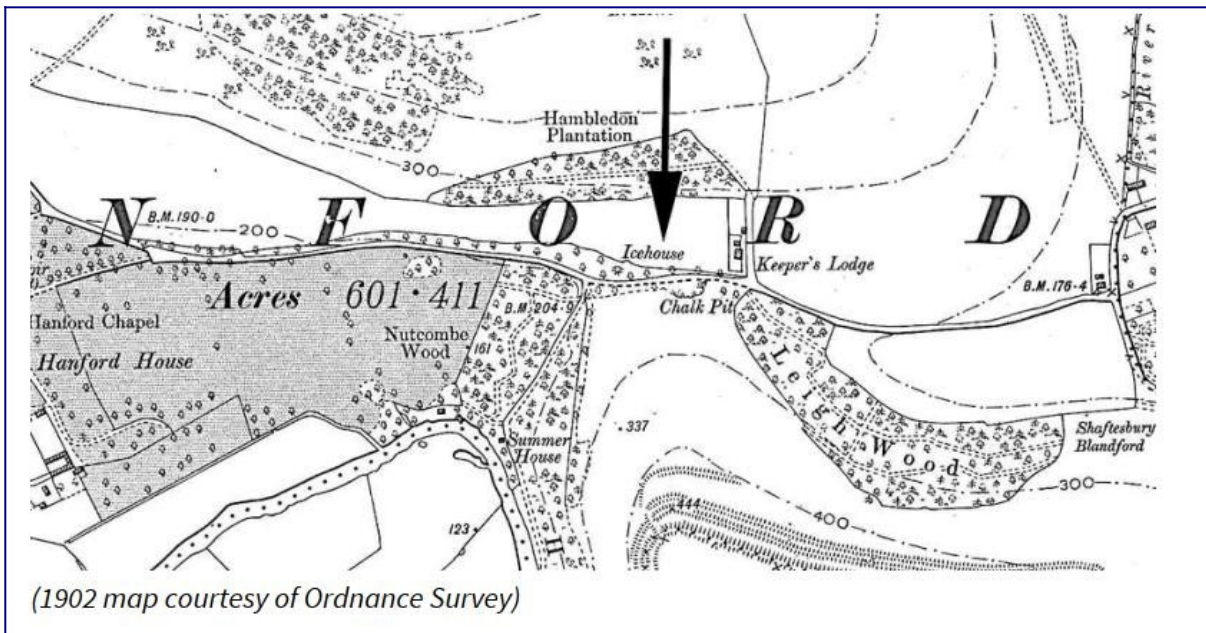 Hambledon
Plantation
River
300
N F O R D
B.M. 190·0
200
Icehouse
Keeper's Lodge
B.M. 176·4
Acres 601·411
B.M. 204·9
Chalk Pit
Hanford Chapel
Nutcombe
Wood
161
Hanford House
Leigh Wood
337
Summer
House
Shaftesbury
Blandford
300
444
400
123
H
(1902 map courtesy of Ordnance Survey)